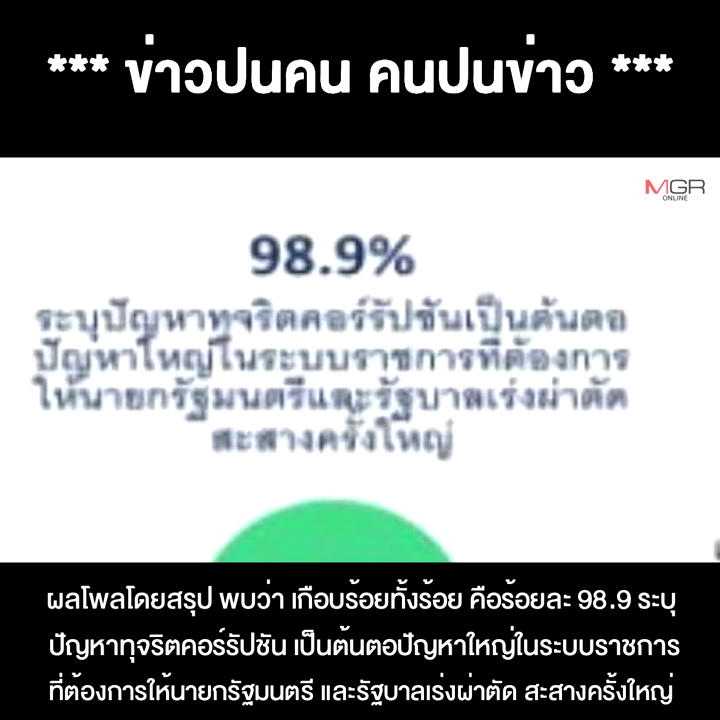 *** ข่าวปนคน คนปนข่าว ***
MGR
ONLINE
98.9%
ระบุปัญหาทุจริตคอร์รัปชันเป็นต้นตอ
ปัญหาใหญ่ในระบบราชการที่ต้องการ
ให้นายกรัฐมนตรีและรัฐบาลเร่งผ่าตัด
สะสางครั้งใหญ่
ผลโพลโดยสรุป พบว่า เกือบร้อยทั้งร้อย คือร้อยละ 98.9 ระบุ
ปัญหาทุจริตคอร์รัปชัน เป็นต้นตอปัญหาใหญ่ในระบบราชการ
ที่ต้องการให้นายกรัฐมนตรี และรัฐบาลเร่งผ่าตัด สะสางครั้งใหญ่